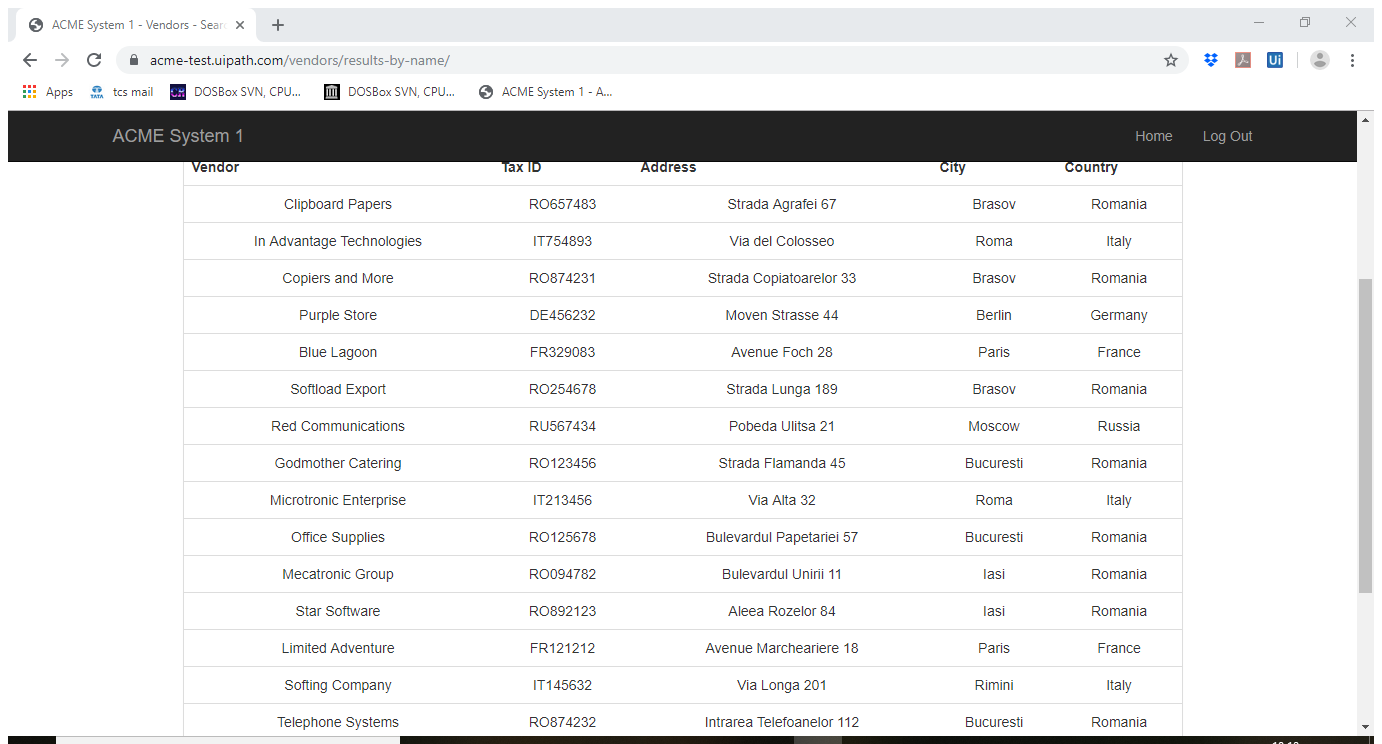 ACME System 1 - Vendors - Sear
acme-test.uipath.com/vendors/results-by-name/
Ui
Apps TATA tcs mail DOSBox SVN, CPU... DOSBox SVN, CPU... ACME System 1 - A...
ACME System 1 Home Log Out
Vendor Tax ID Address City Country
Clipboard Papers RO657483 Strada Agrafei 67 Brasov Romania
In Advantage Technologies IT754893 Via del Colosseo Roma Italy
Copiers and More RO874231 Strada Copiatoarelor 33 Brasov Romania
Purple Store DE456232 Moven Strasse 44 Berlin Germany
Blue Lagoon FR329083 Avenue Foch 28 Paris France
Softload Export RO254678 Strada Lunga 189 Brasov Romania
Red Communications RU567434 Pobeda Ulitsa 21 Moscow Russia
Godmother Catering RO123456 Strada Flamanda 45 Bucuresti Romania
Microtronic Enterprise IT213456 Via Alta 32 Roma Italy
Office Supplies RO125678 Bulevardul Papetariei 57 Bucuresti Romania
Mecatronic Group RO094782 Bulevardul Unirii 11 Iasi Romania
Star Software RO892123 Aleea Rozelor 84 Iasi Romania
Limited Adventure FR121212 Avenue Marcheariere 18 Paris France
Softing Company IT145632 Via Longa 201 Rimini Italy
Telephone Systems RO874232 Intrarea Telefoanelor 112 Bucuresti Romania